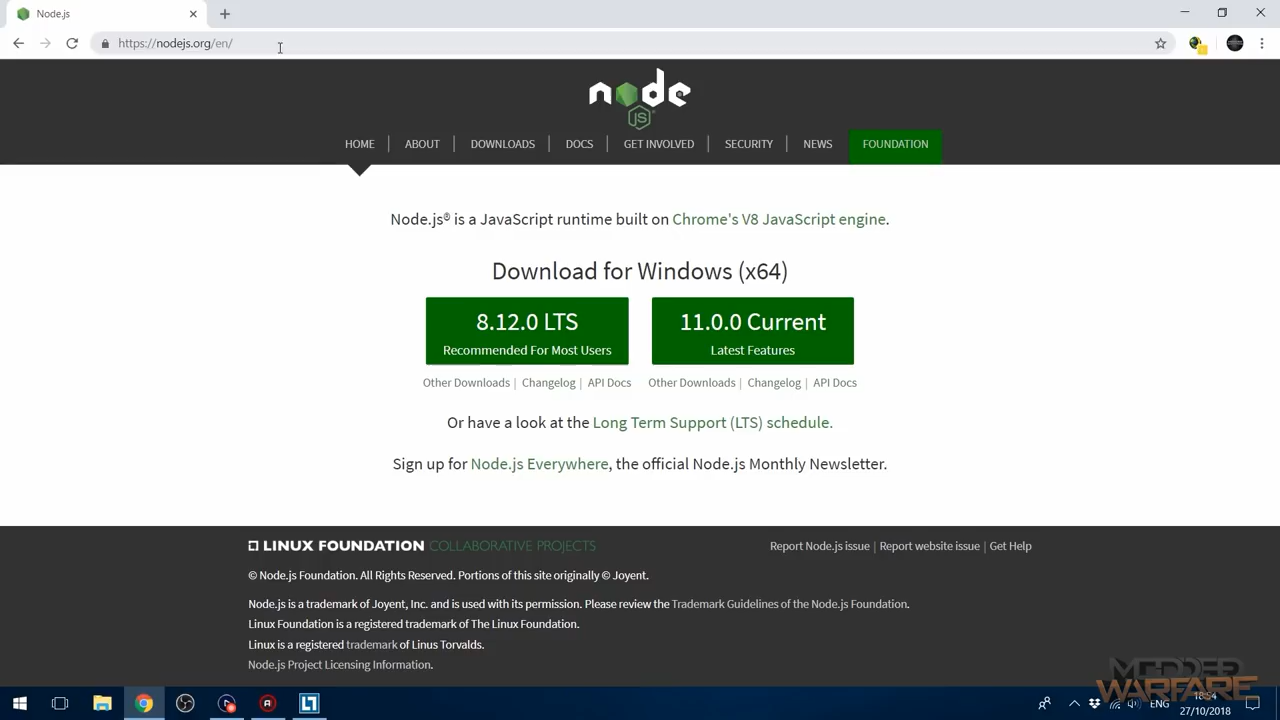 Node.js
https://nodejs.org/en/
node
JS
HOME
ABOUT
DOWNLOADS
DOCS
GET INVOLVED
SECURITY
NEWS
FOUNDATION
Node.js® is a JavaScript runtime built on Chrome's V8 JavaScript engine.
Download for Windows (x64)
8.12.0 LTS
Recommended For Most Users
11.0.0 Current
Latest Features
Other Downloads | Changelog | API Docs
Other Downloads | Changelog | API Docs
Or have a look at the Long Term Support (LTS) schedule.
Sign up for Node.js Everywhere, the official Node.js Monthly Newsletter.
LINUX FOUNDATION COLLABORATIVE PROJECTS
Report Node.js issue | Report website issue | Get Help
© Node.js Foundation. All Rights Reserved. Portions of this site originally © Joyent.
Node.js is a trademark of Joyent, Inc. and is used with its permission. Please review the Trademark Guidelines of the Node.js Foundation.
Linux Foundation is a registered trademark of The Linux Foundation.
Linux is a registered trademark of Linus Torvalds.
Node.js Project Licensing Information.
MODDED
WARFARE
ENG
18:54
27/10/2018